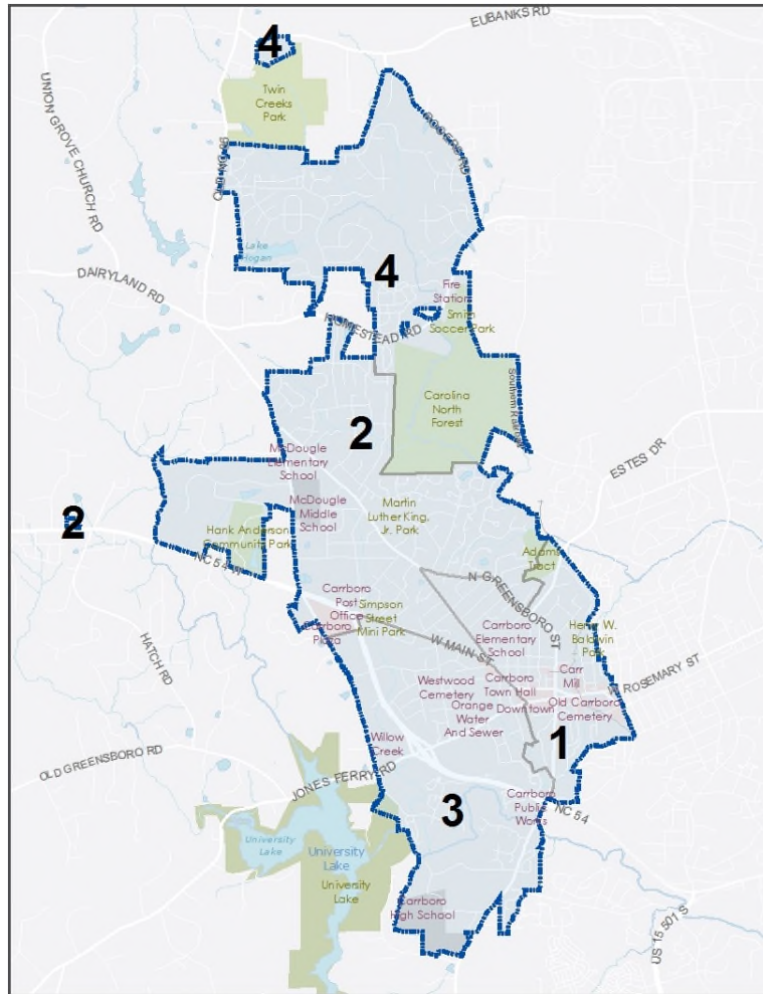 EUBANKS RD
4
Twin
Creeks
Park
UNION GROVE CHURCH RD
OLD NC 86
ROGERS RD
Lake
Hogan
4
DAIRYLAND RD
Fire
Station
HOMESTEAD RD
Smith
Soccer Park
Carolina
North
Forest
Southern Railway
2
ESTES DR
McDougle
Elementary
School
McDougle
Middle
School
Martin
Luther King,
Jr. Park
2
Hank Anderson
Community Park
Adams
Tract
NC 54 W
N GREENSBORO ST
Carrboro
Post
Office
Carrboro
Plaza
Simpson
Street
Mini Park
Carrboro
Elementary
School
Henry W.
Baldwin
Park
W MAIN ST
HATCH RD
Westwood
Cemetery
Carrboro
Town Hall
Carr
Mill
W ROSEMARY ST
Orange
Water
And Sewer
Downtown
Old Carrboro
Cemetery
Willow
Creek
1
OLD GREENSBORO RD
JONES FERRY RD
3
Carrboro
Public
Works
NC 54
University
Lake
University
Lake
University
Lake
Carrboro
High School
US 15 501 S